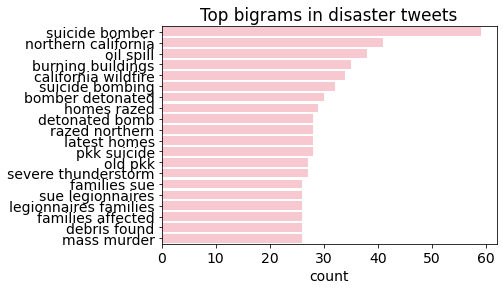 Top bigrams in disaster tweets
suicide bomber
northern california
oil spill
burning buildings
california wildfire
suicide bombing
bomber detonated
homes razed
detonated bomb
razed northern
latest homes
pkk suicide
old pkk
severe thunderstorm
families sue
sue legionnaires
legionnaires families
families affected
debris found
mass murder
0 10 20 30 40 50 60
count